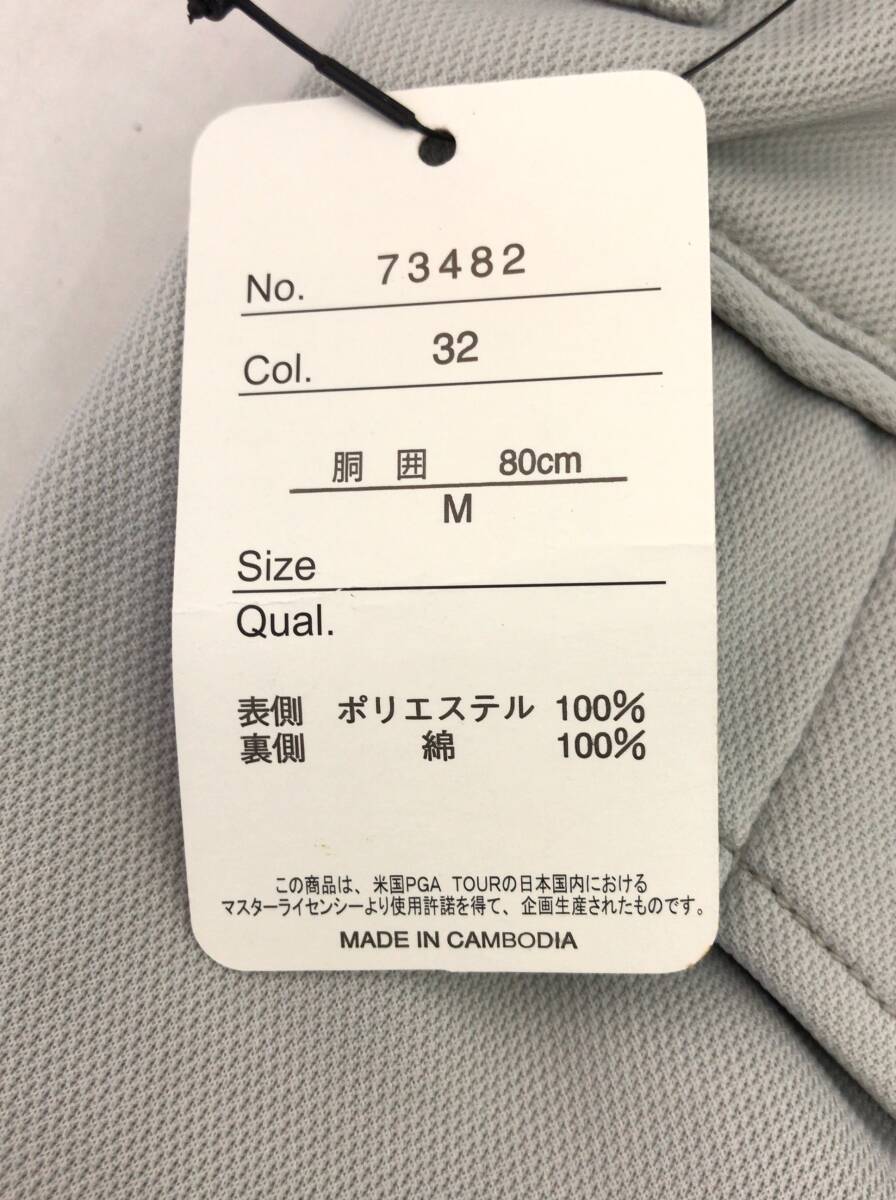 No. 73482
Col. 32
胴 囲 80cm
M
Size
Qual.
表側 ポリエステル 100%
裏側 綿 100%
この商品は、米国PGA TOURの日本国内における
マスターライセンシーより使用許諾を得て、企画生産されたものです。
MADE IN CAMBODIA